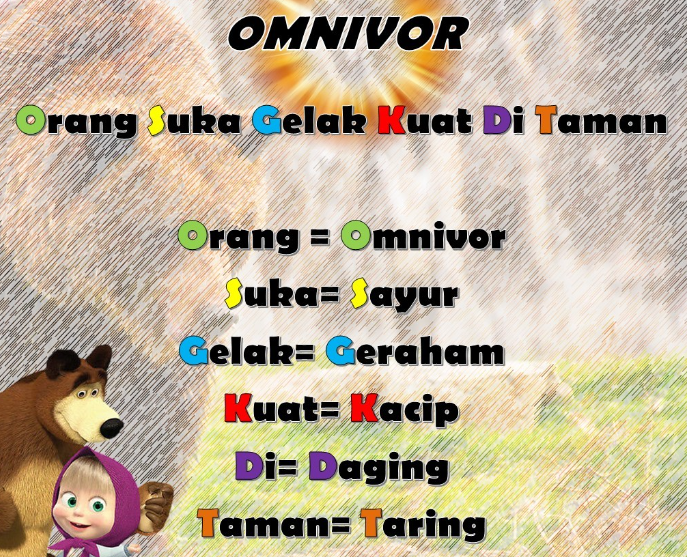 OMNIVOR
Orang Suka Gelak Kuat Di Taman
Orang = Omnivor
Suka= Sayur
Gelak= Geraham
Kuat= Kacip
Di= Daging
Taman= Taring